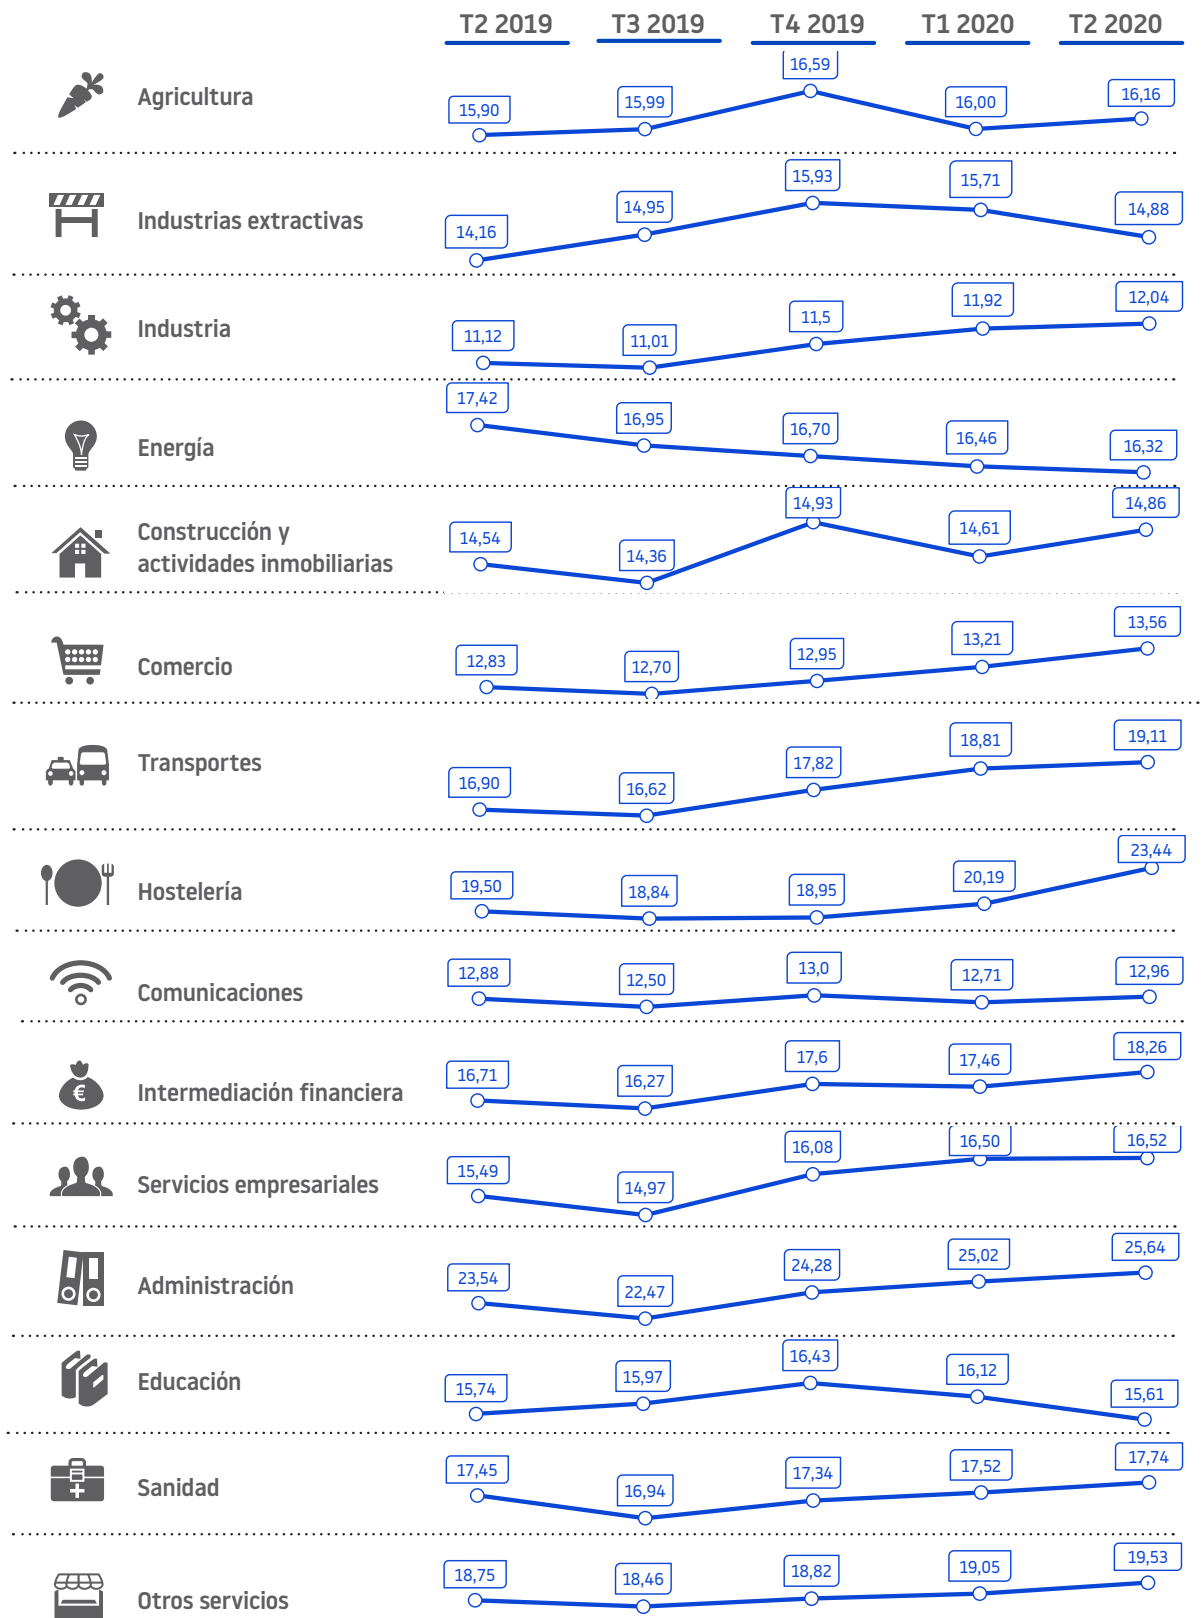 T2 2019 T3 2019 T4 2019 T1 2020 T2 2020
Agricultura 15,90 15,99 16,59 16,00 16,16
Industrias extractivas 14,16 14,95 15,93 15,71 14,88
Industria 11,12 11,01 11,5 11,92 12,04
Energía 17,42 16,95 16,70 16,46 16,32
Construcción y
actividades inmobiliarias 14,54 14,36 14,93 14,61 14,86
Comercio 12,83 12,70 12,95 13,21 13,56
Transportes 16,90 16,62 17,82 18,81 19,11
Hostelería 19,50 18,84 18,95 20,19 23,44
Comunicaciones 12,88 12,50 13,0 12,71 12,96
€ Intermediación financiera 16,71 16,27 17,6 17,46 18,26
Servicios empresariales 15,49 14,97 16,08 16,50 16,52
Administración 23,54 22,47 24,28 25,02 25,64
Educación 15,74 15,97 16,43 16,12 15,61
Sanidad 17,45 16,94 17,34 17,52 17,74
Otros servicios 18,75 18,46 18,82 19,05 19,53